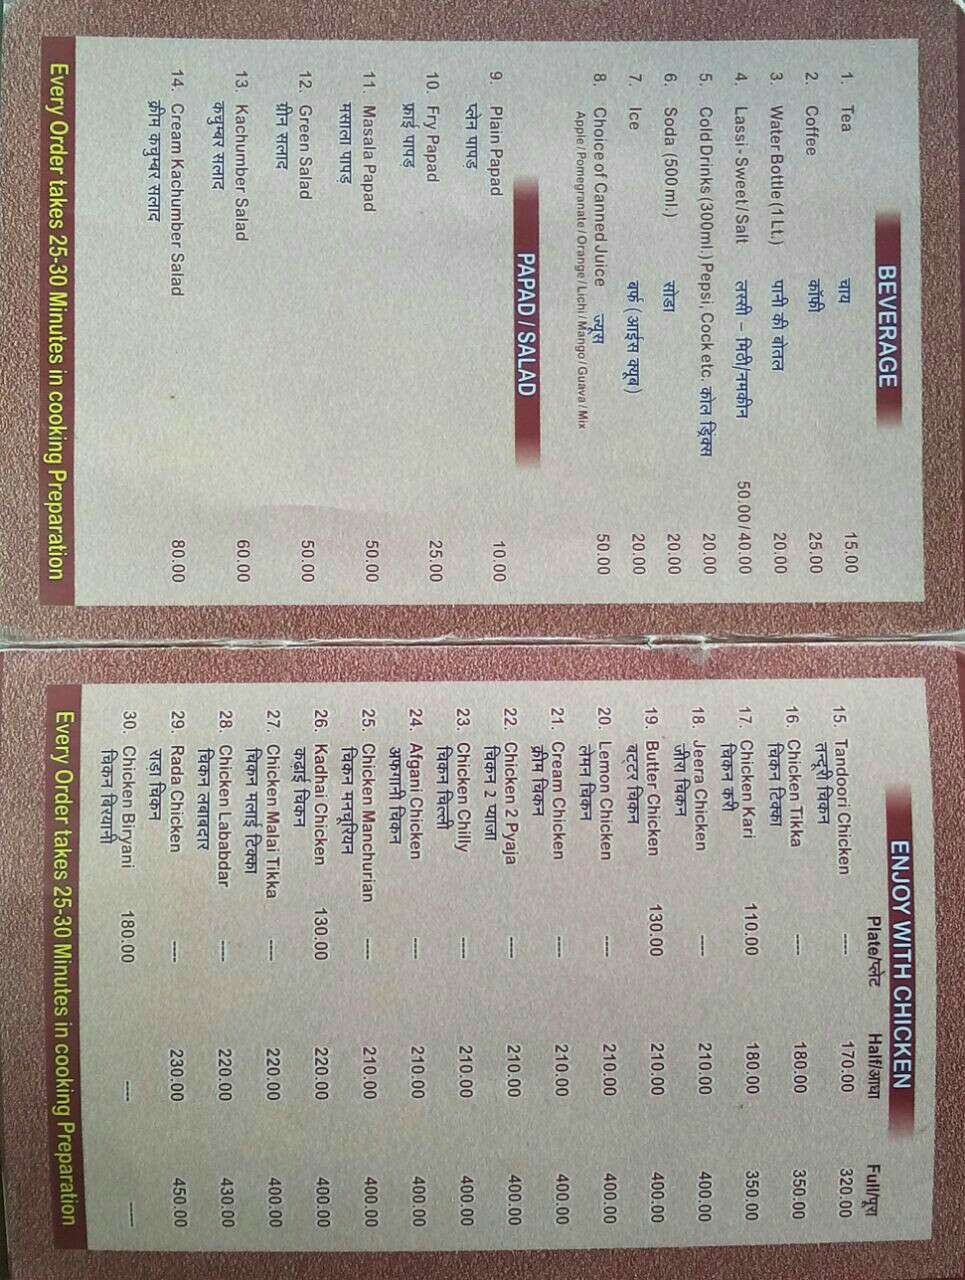 BEVERAGE
1. Tea चाय 15.00
2. Coffee कॉफी 25.00
3. Water Bottle (1 Lt.) पानी की बोतल 20.00
4. Lassi - Sweet / Salt लस्सी – मिठी/नमकीन 50.00 / 40.00
5. Cold Drinks (300ml.) Pepsi, Cock etc. कोल ड्रिंक्स 20.00
6. Soda (500 ml.) सोडा 20.00
7. Ice बर्फ (आईस क्यूब) 20.00
8. Choice of Canned Juice ज्यूस 50.00
Apple / Pomegranate / Orange / Lichi / Mango / Guava / Mix
PAPAD / SALAD
9. Plain Papad 10.00
प्लेन पापड
10. Fry Papad 25.00
फ्राई पापड
11. Masala Papad 50.00
मसाला पापड
12. Green Salad 50.00
ग्रीन सलाद
13. Kachumber Salad 60.00
कचुम्बर सलाद
14. Cream Kachumber Salad 80.00
क्रीम कचुम्बर सलाद
Every Order takes 25-30 Minutes in cooking Preparation
ENJOY WITH CHICKEN
Plate/प्लेट Half/आधा Full/पूरा
15. Tandoori Chicken ---- 170.00 320.00
तन्दूरी चिकन
16. Chicken Tikka ---- 180.00 350.00
चिकन टिक्का
17. Chicken Kari 110.00 180.00 350.00
चिकन करी
18. Jeera Chicken ---- 210.00 400.00
जीरा चिकन
19. Butter Chicken 130.00 210.00 400.00
बटर चिकन
20. Lemon Chicken ---- 210.00 400.00
लेमन चिकन
21. Cream Chicken ---- 210.00 400.00
क्रीम चिकन
22. Chicken 2 Pyaja ---- 210.00 400.00
चिकन 2 प्याजा
23. Chicken Chilly ---- 210.00 400.00
चिकन चिल्ली
24. Afgani Chicken ---- 210.00 400.00
अफगानी चिकन
25. Chicken Manchurian ---- 210.00 400.00
चिकन मनचूरियन
26. Kadhai Chicken 130.00 220.00 400.00
कढ़ाई चिकन
27. Chicken Malai Tikka ---- 220.00 400.00
चिकन मलाई टिक्का
28. Chicken Lababdar ---- 220.00 430.00
चिकन लबाबदार
29. Rada Chicken ---- 230.00 450.00
राडा चिकन
30. Chicken Biryani 180.00 ---- ----
चिकन बिरयानी
Every Order takes 25-30 Minutes in cooking Preparation